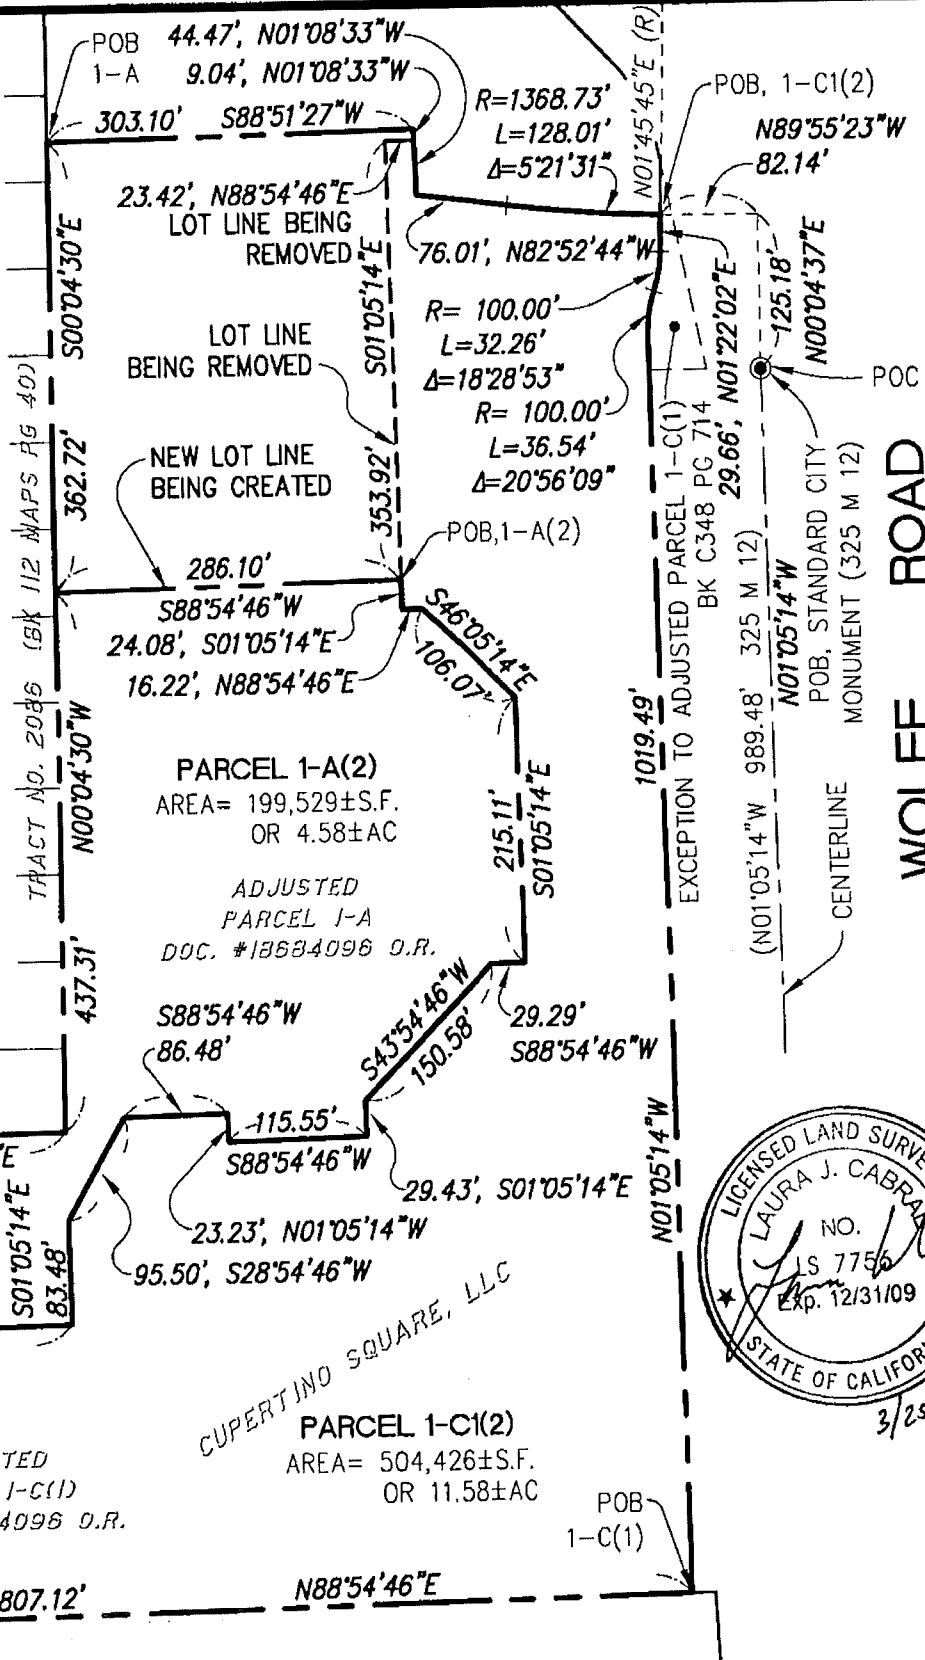 POB
1-A
44.47', N01°08'33"W
9.04', N01°08'33"W
303.10' S88°51'27"W
R=1368.73'
L=128.01'
Δ=5°21'31"
N01°45'45"E (R)
POB, 1-C1(2)
N89°55'23"W
82.14'
23.42', N88°54'46"E
LOT LINE BEING
REMOVED
76.01', N82°52'44"W
S00°04'30"E
362.72'
S01°05'14"E
353.92'
LOT LINE
BEING REMOVED
R= 100.00'
L=32.26'
Δ=18°28'53"
R= 100.00'
L=36.54'
Δ=20°56'09"
29.66', N01°22'02"E
125.18'
N00°04'37"E
POC
NEW LOT LINE
BEING CREATED
POB,1-A(2)
286.10'
S88°54'46"W
24.08', S01°05'14"E
16.22', N88°54'46"E
S46°05'14"E
106.07'
TRACT NO. 2086 (BK 112 MAPS PG 40)
N00°04'30"W
437.31'
PARCEL 1-A(2)
AREA= 199,529±S.F.
OR 4.58±AC
ADJUSTED
PARCEL 1-A
DOC. #18684096 O.R.
215.11'
S01°05'14"E
1019.49'
N01°05'14"W
EXCEPTION TO ADJUSTED PARCEL 1-C(1)
BK C348 PG 714
(N01°05'14"W 989.48' 325 M 12)
N01°05'14"W
POB, STANDARD CITY
MONUMENT (325 M 12)
CENTERLINE
WOLFE ROAD
S88°54'46"W
86.48'
S43°54'46"W
150.58'
29.29'
S88°54'46"W
115.55'
S88°54'46"W
29.43', S01°05'14"E
23.23', N01°05'14"W
95.50', S28°54'46"W
"E
S01°05'14"E
83.48'
CUPERTINO SQUARE, LLC
LICENSED LAND SURVE
LAURA J. CABRA
NO.
LS 7756
Exp. 12/31/09
STATE OF CALIFOR
PARCEL 1-C1(2)
AREA= 504,426±S.F.
OR 11.58±AC
TED
1-C(1)
4096 O.R.
POB
1-C(1)
807.12' N88°54'46"E